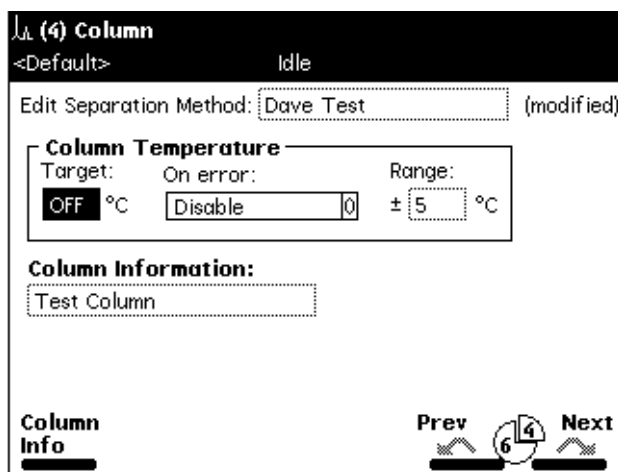 (4) Column
<Default> Idle
Edit Separation Method: Dave Test (modified)
Column Temperature
Target: On error: Range:
OFF °C Disable 0 ± 5 °C
Column Information:
Test Column
Column Info Prev 6 4 Next